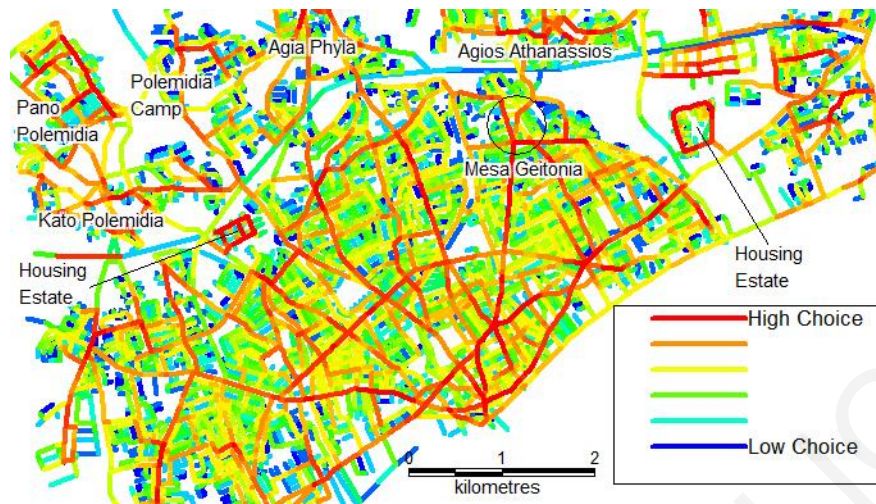 Agia Phyla
Agios Athanassios
Polemidia
Camp
Pano
Polemidia
Mesa Geitonia
Kato Polemidia
Housing
Estate
Housing
Estate
High Choice
Low Choice
0 1 2
kilometres